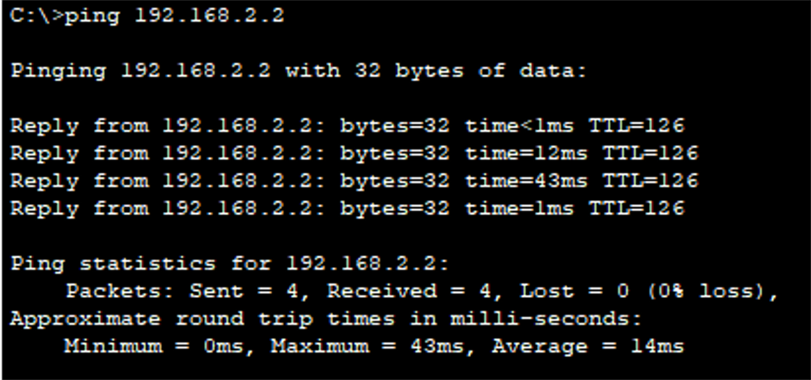 C:\>ping 192.168.2.2
Pinging 192.168.2.2 with 32 bytes of data:
Reply from 192.168.2.2: bytes=32 time<1ms TTL=126
Reply from 192.168.2.2: bytes=32 time=12ms TTL=126
Reply from 192.168.2.2: bytes=32 time=43ms TTL=126
Reply from 192.168.2.2: bytes=32 time=1ms TTL=126
Ping statistics for 192.168.2.2:
Packets: Sent = 4, Received = 4, Lost = 0 (0% loss),
Approximate round trip times in milli-seconds:
Minimum = 0ms, Maximum = 43ms, Average = 14ms